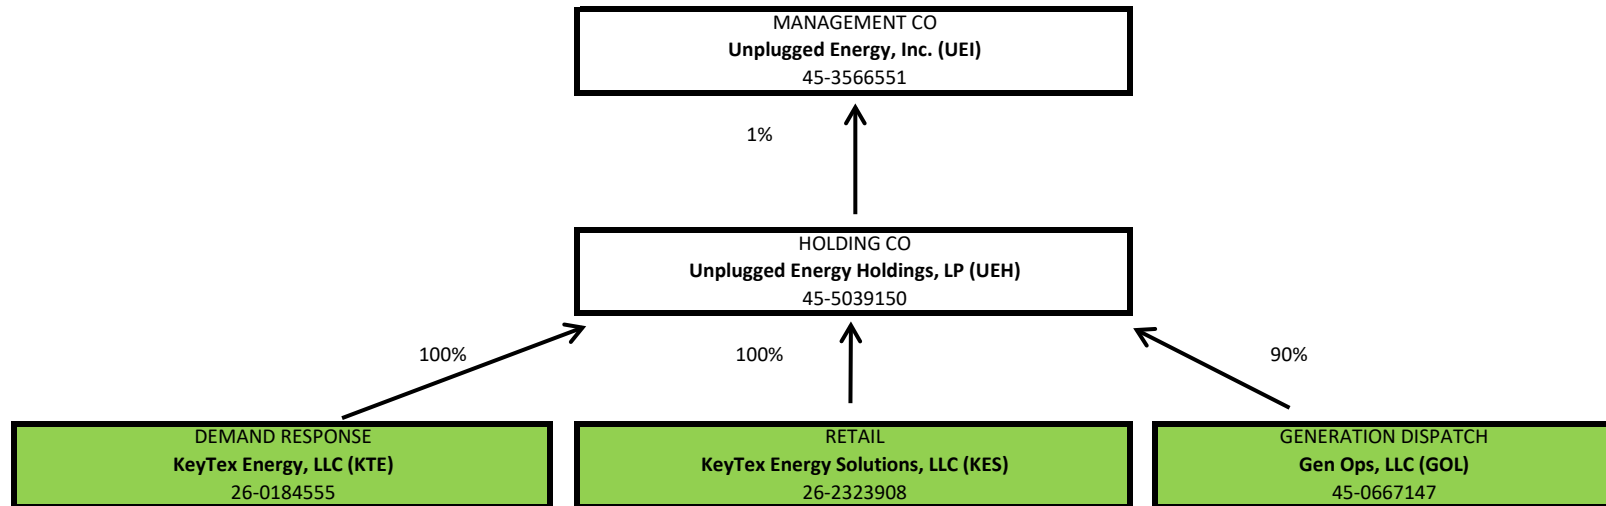 MANAGEMENT CO
Unplugged Energy, Inc. (UEI)
45-3566551
1%
HOLDING CO
Unplugged Energy Holdings, LP (UEH)
45-5039150
100%
100%
90%
DEMAND RESPONSE
KeyTex Energy, LLC (KTE)
26-0184555
RETAIL
KeyTex Energy Solutions, LLC (KES)
26-2323908
GENERATION DISPATCH
Gen Ops, LLC (GOL)
45-0667147